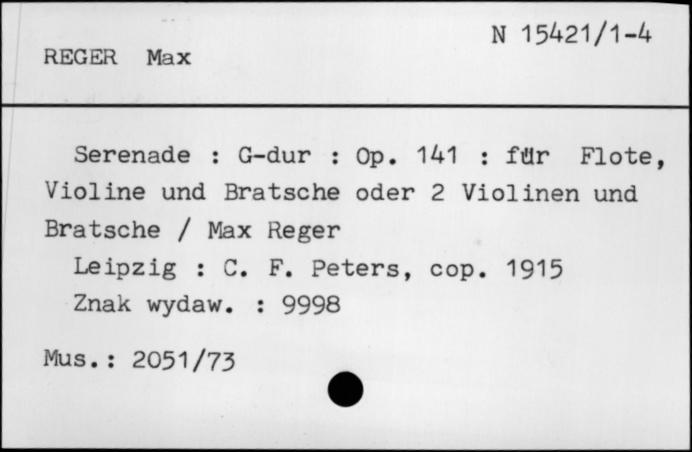 N 15421/1-4
REGER Max
Serenade : G-dur : Op. 141 : für Flote,
Violine und Bratsche oder 2 Violinen und
Bratsche / Max Reger
Leipzig : C. F. Peters, cop. 1915
Znak wydaw. : 9998
Mus.: 2051/73